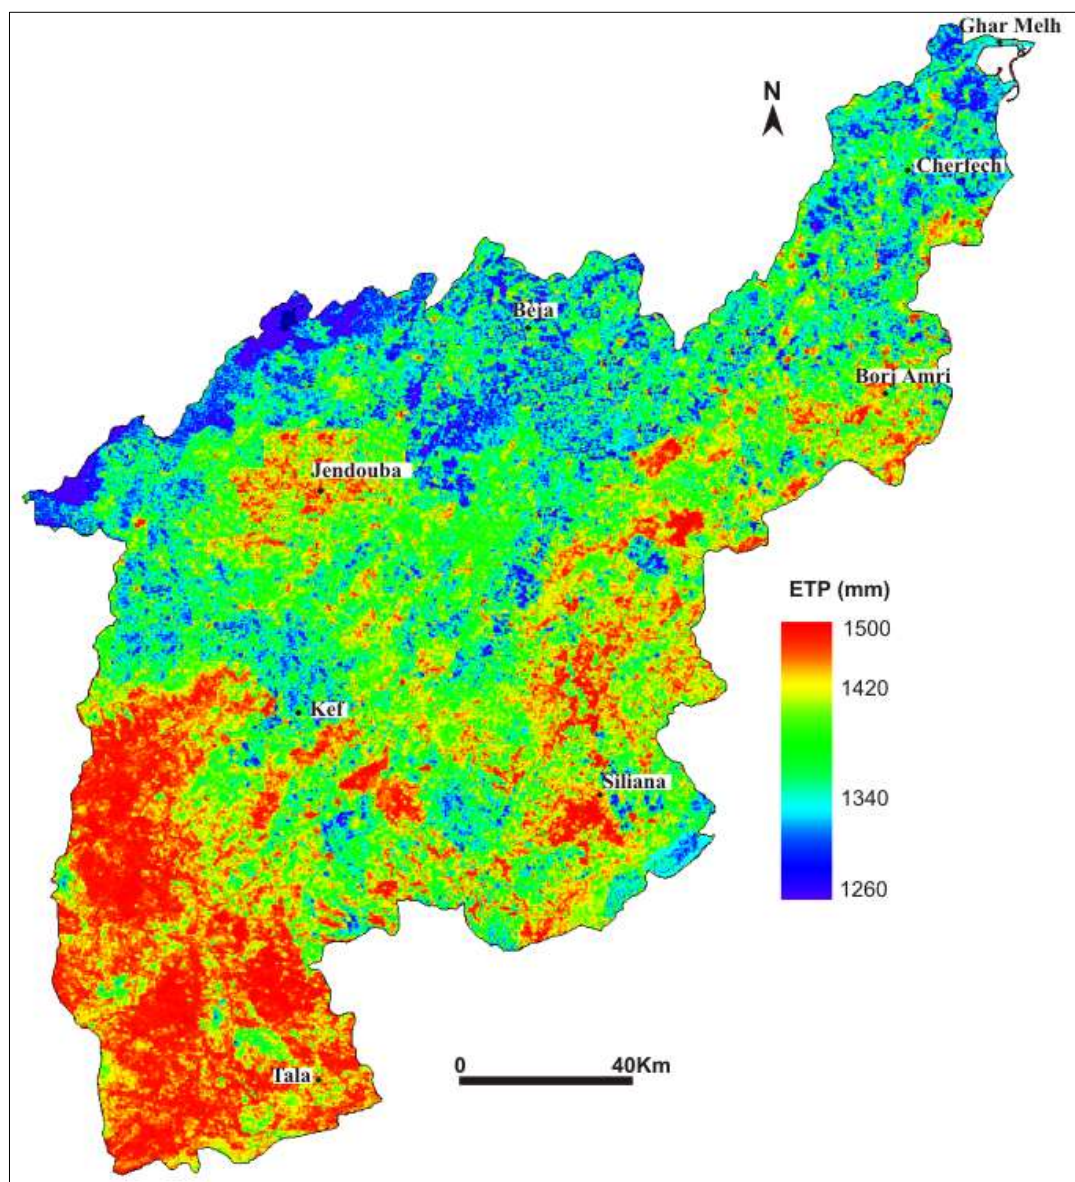 Ghar Melh
N
Cherfech
Beja
Borj Amri
Jendouba
ETP (mm)
1500
1420
Kef
Siliana
1340
1260
0 40Km
Tala